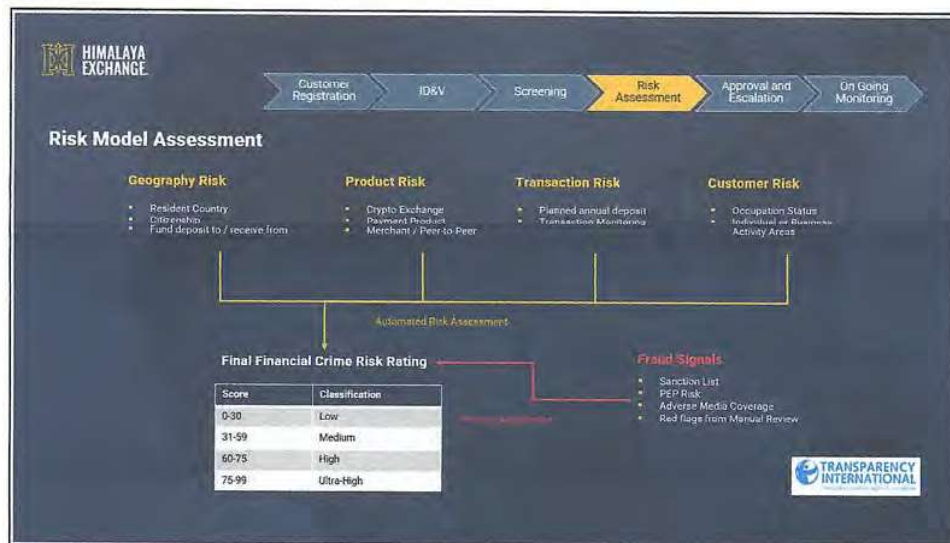 HIMALAYA
EXCHANGE
Customer
Registration
ID&V
Screening
Risk
Assessment
Approval and
Escalation
On Going
Monitoring
Risk Model Assessment
Geography Risk
Resident Country
Citizenship
Fund deposit to / receive from
Product Risk
Crypto Exchange
Payment Product
Merchant / Peer-to-Peer
Transaction Risk
Planned annual deposit
Transaction Monitoring
Customer Risk
Occupation Status
Individual or Business
Activity Areas
Automated Risk Assessment
Final Financial Crime Risk Rating
Score Classification
0-30 Low
31-59 Medium
60-75 High
75-99 Ultra-High
Fraud Signals
Sanction List
PEP Risk
Adverse Media Coverage
Red flags from Manual Review
TRANSPARENCY
INTERNATIONAL